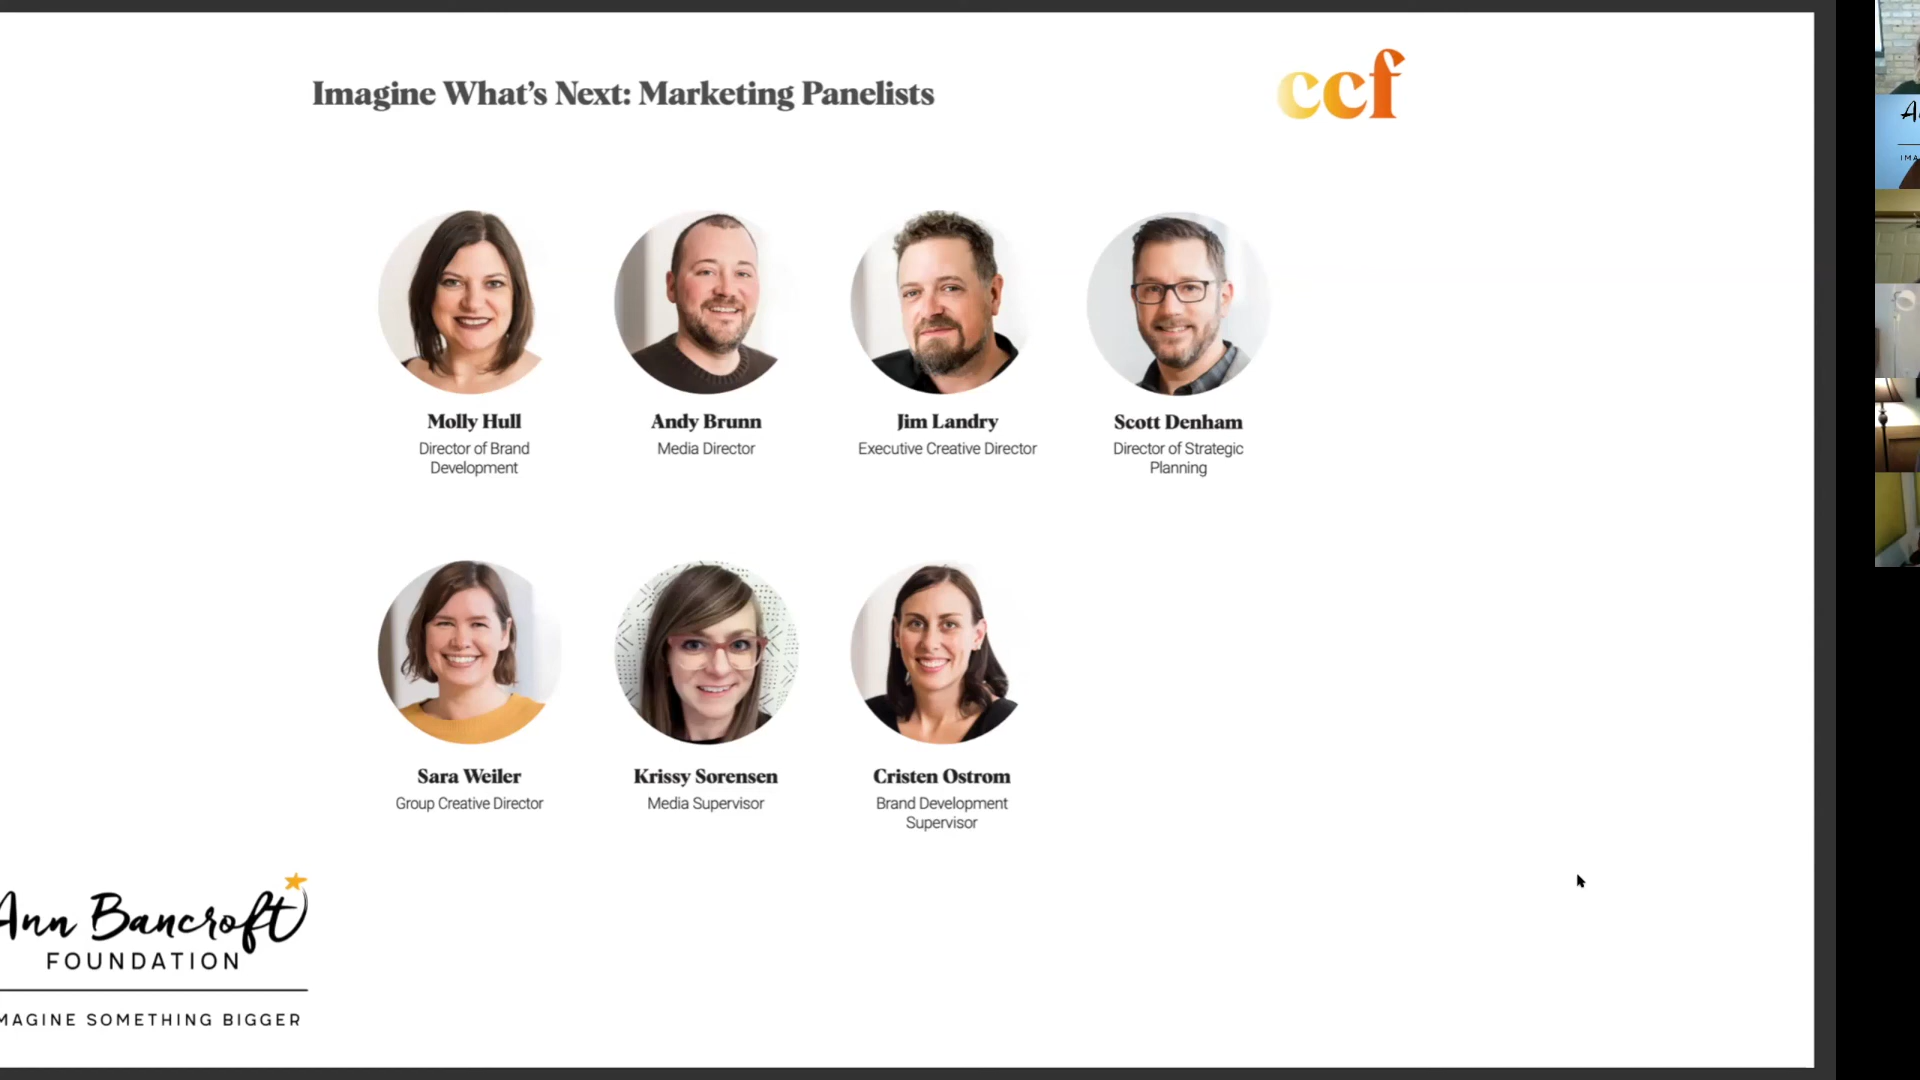 Imagine What's Next: Marketing Panelists
ccf
Molly Hull
Director of Brand
Development
Andy Brunn
Media Director
Jim Landry
Executive Creative Director
Scott Denham
Director of Strategic
Planning
Sara Weiler
Group Creative Director
Krissy Sorensen
Media Supervisor
Cristen Ostrom
Brand Development
Supervisor
Ann Bancroft
FOUNDATION
MAGINE SOMETHING BIGGER
IMA